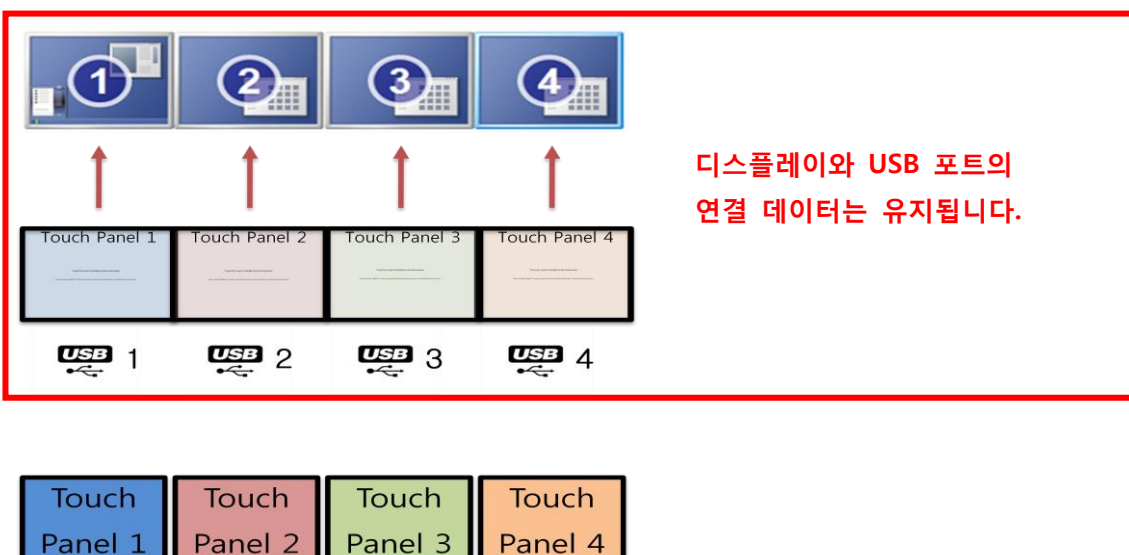 1 2 3 4
디스플레이와 USB 포트의
연결 데이터는 유지됩니다.
Touch Panel 1 Touch Panel 2 Touch Panel 3 Touch Panel 4
USB 1 USB 2 USB 3 USB 4
Touch Touch Touch Touch
Panel 1 Panel 2 Panel 3 Panel 4